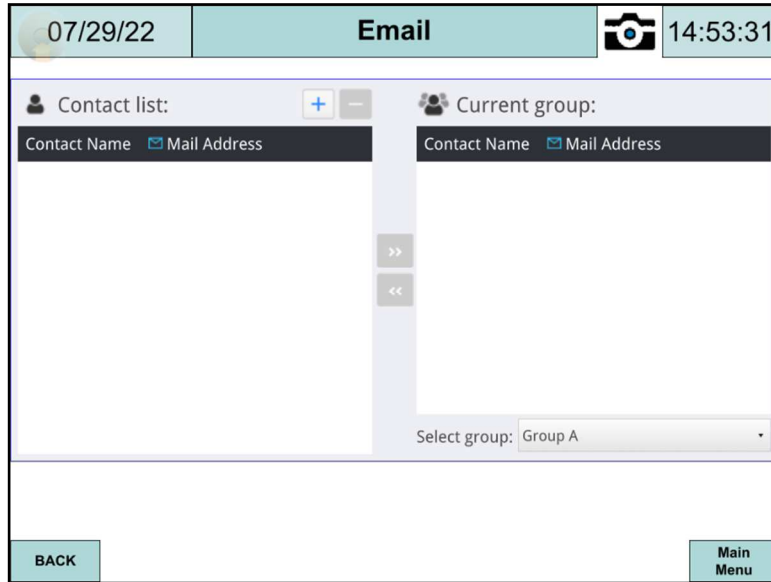 07/29/22 Email 14:53:31
Contact list: + − Current group:
Contact Name Mail Address Contact Name Mail Address
>>
<<
Select group: Group A
BACK Main
Menu